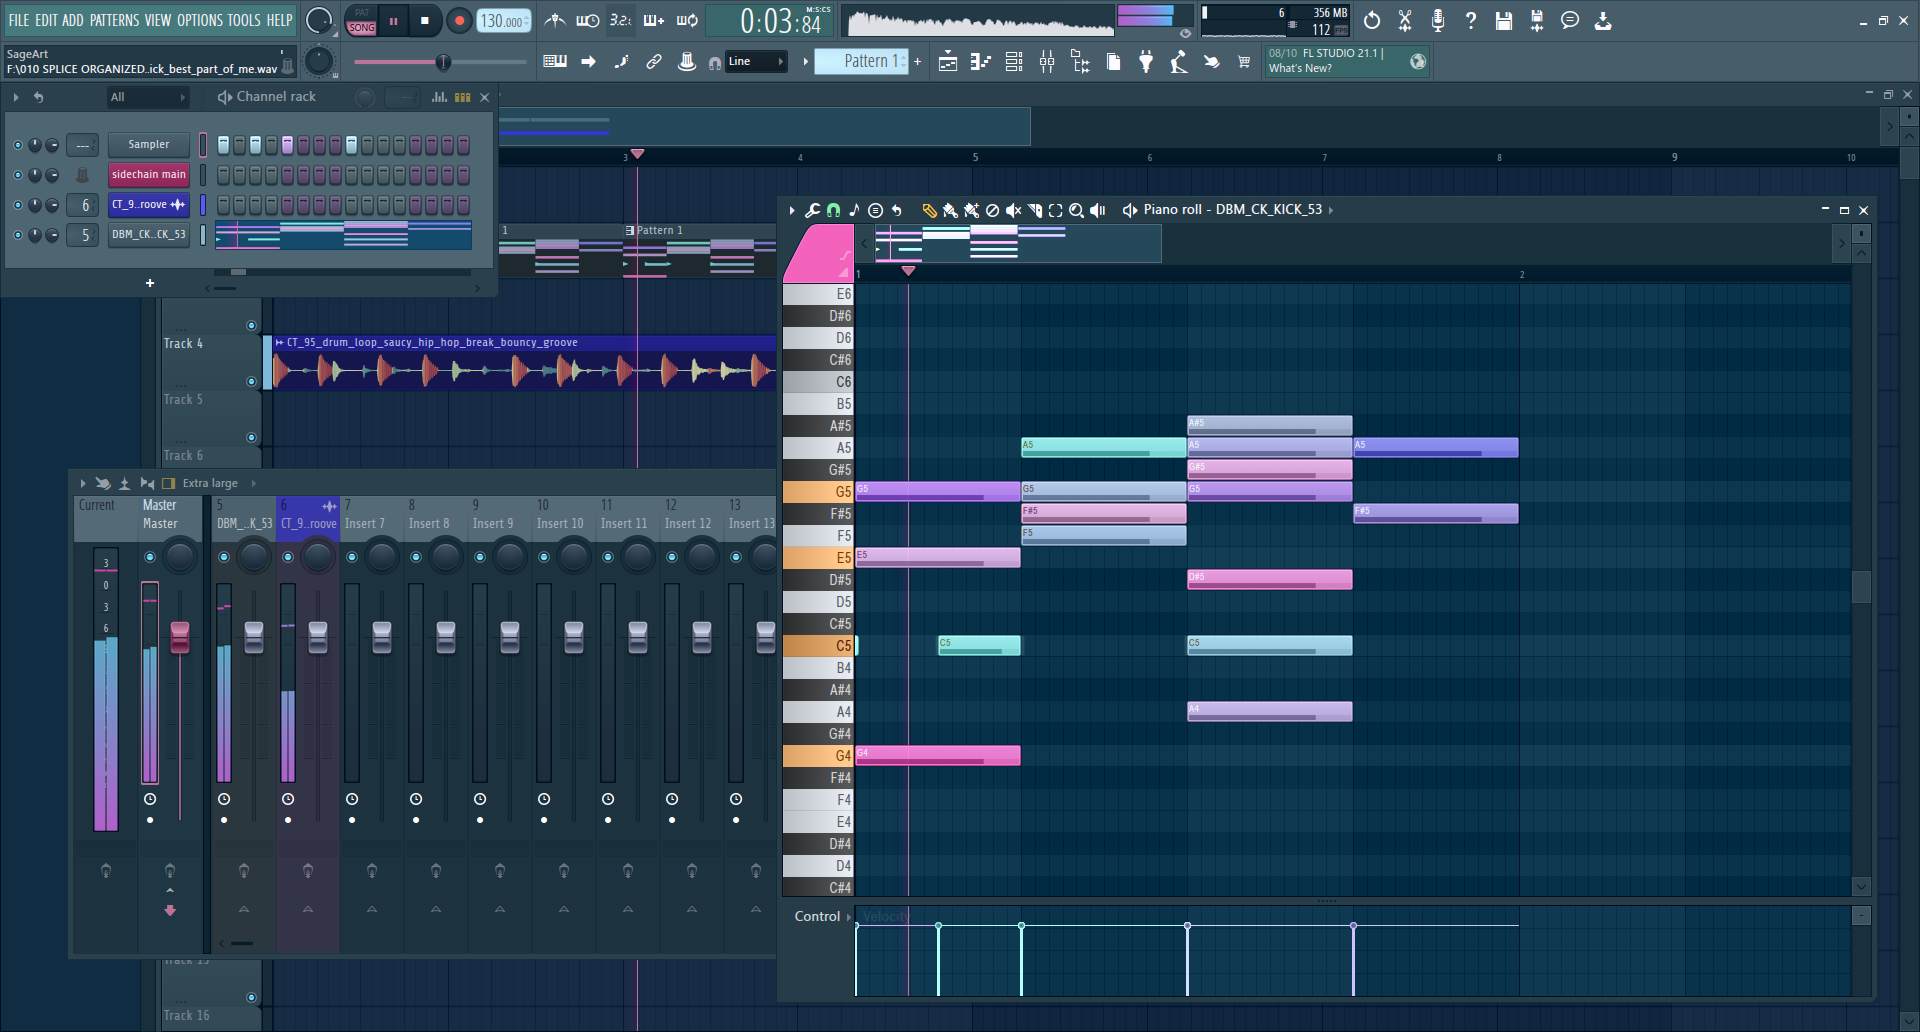 FILE EDIT ADD PATTERNS VIEW OPTIONS TOOLS HELP
PAT
SONG
130.000
3.2.
0:03:84
M:S:CS
6
356 MB
112
SageArt
F:\010 SPLICE ORGANIZED..ick_best_part_of_me.wav
Line
Pattern 1
+
08/10 FL STUDIO 21.1 |
What's New?
All
Channel rack
---
Sampler
sidechain main
6
CT_9..roove
5
DBM_CK..CK_53
+
3
4
5
6
7
8
9
10
1
Pattern 1
Track 4
CT_95_drum_loop_saucy_hip_hop_break_bouncy_groove
Track 5
Track 6
Extra large
Current
Master
Master
5
DBM_..K_53
6
CT_9..roove
7
Insert 7
8
Insert 8
9
Insert 9
10
Insert 10
11
Insert 11
12
Insert 12
13
Insert 13
3
0
3
6
Track 15
Track 16
Piano roll - DBM_CK_KICK_53
1
2
E6
D#6
D6
C#6
C6
B5
A#5
A#5
A5
A5
A5
A5
G#5
G#5
G5
G5
G5
G5
F#5
F#5
F#5
F5
F5
E5
E5
D#5
D#5
D5
C#5
C5
C5
C5
B4
A#4
A4
A4
G#4
G4
G4
F#4
F4
E4
D#4
D4
C#4
Control
Velocity